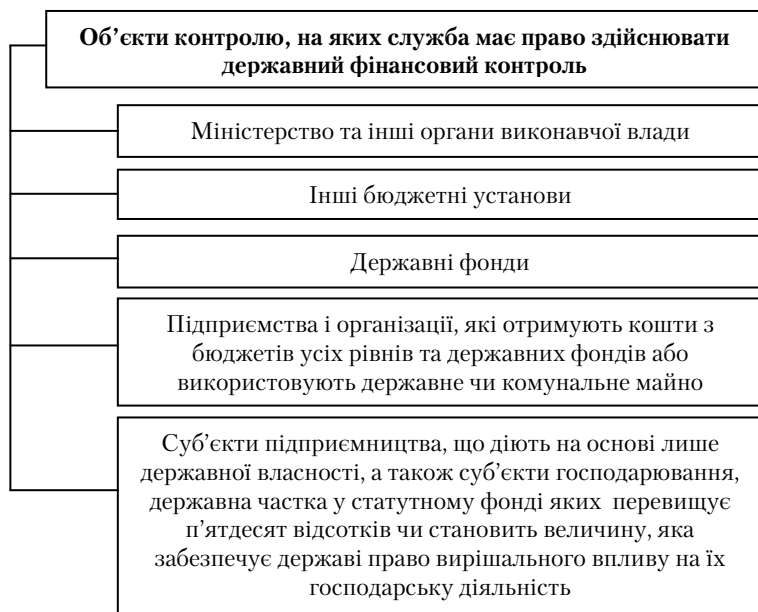 Об’єкти контролю, на яких служба має право здійснювати
державний фінансовий контроль
Міністерство та інші органи виконавчої влади
Інші бюджетні установи
Державні фонди
Підприємства і організації, які отримують кошти з
бюджетів усіх рівнів та державних фондів або
використовують державне чи комунальне майно
Суб’єкти підприємництва, що діють на основі лише
державної власності, а також суб’єкти господарювання,
державна частка у статутному фонді яких перевищує
п’ятдесят відсотків чи становить величину, яка
забезпечує державі право вирішального впливу на їх
господарську діяльність